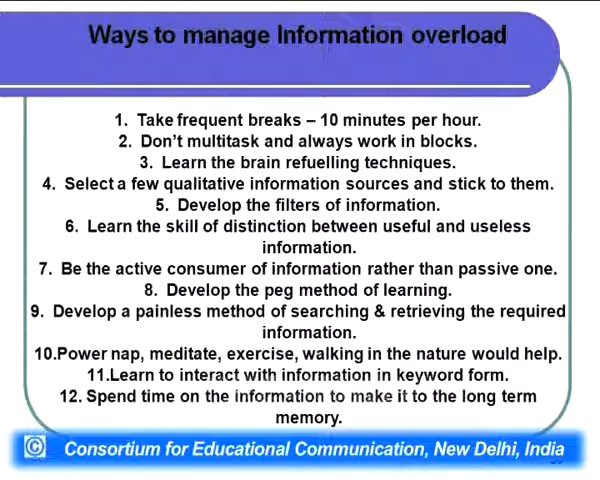 Ways to manage Information overload
1. Take frequent breaks – 10 minutes per hour.
2. Don't multitask and always work in blocks.
3. Learn the brain refuelling techniques.
4. Select a few qualitative information sources and stick to them.
5. Develop the filters of information.
6. Learn the skill of distinction between useful and useless
information.
7. Be the active consumer of information rather than passive one.
8. Develop the peg method of learning.
9. Develop a painless method of searching & retrieving the required
information.
10.Power nap, meditate, exercise, walking in the nature would help.
11.Learn to interact with information in keyword form.
12. Spend time on the information to make it to the long term
memory.
© Consortium for Educational Communication, New Delhi, India